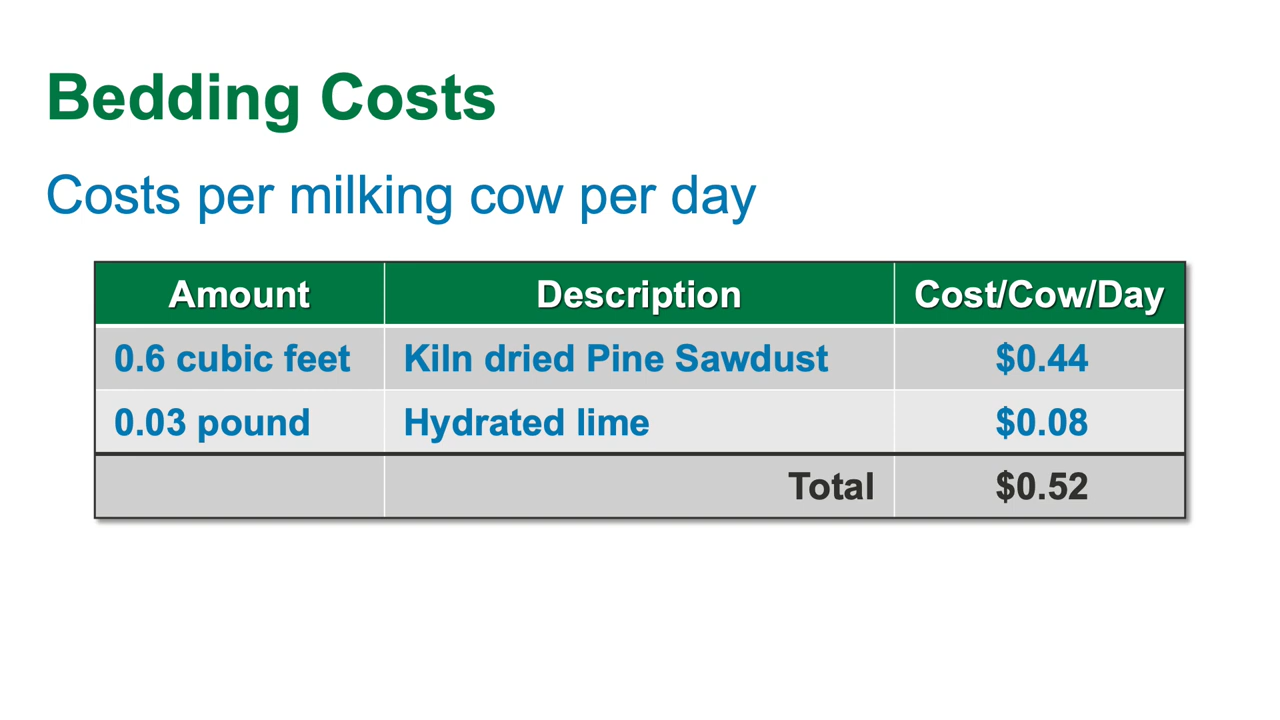 Bedding Costs
Costs per milking cow per day
Amount Description Cost/Cow/Day
0.6 cubic feet Kiln dried Pine Sawdust $0.44
0.03 pound Hydrated lime $0.08
Total $0.52